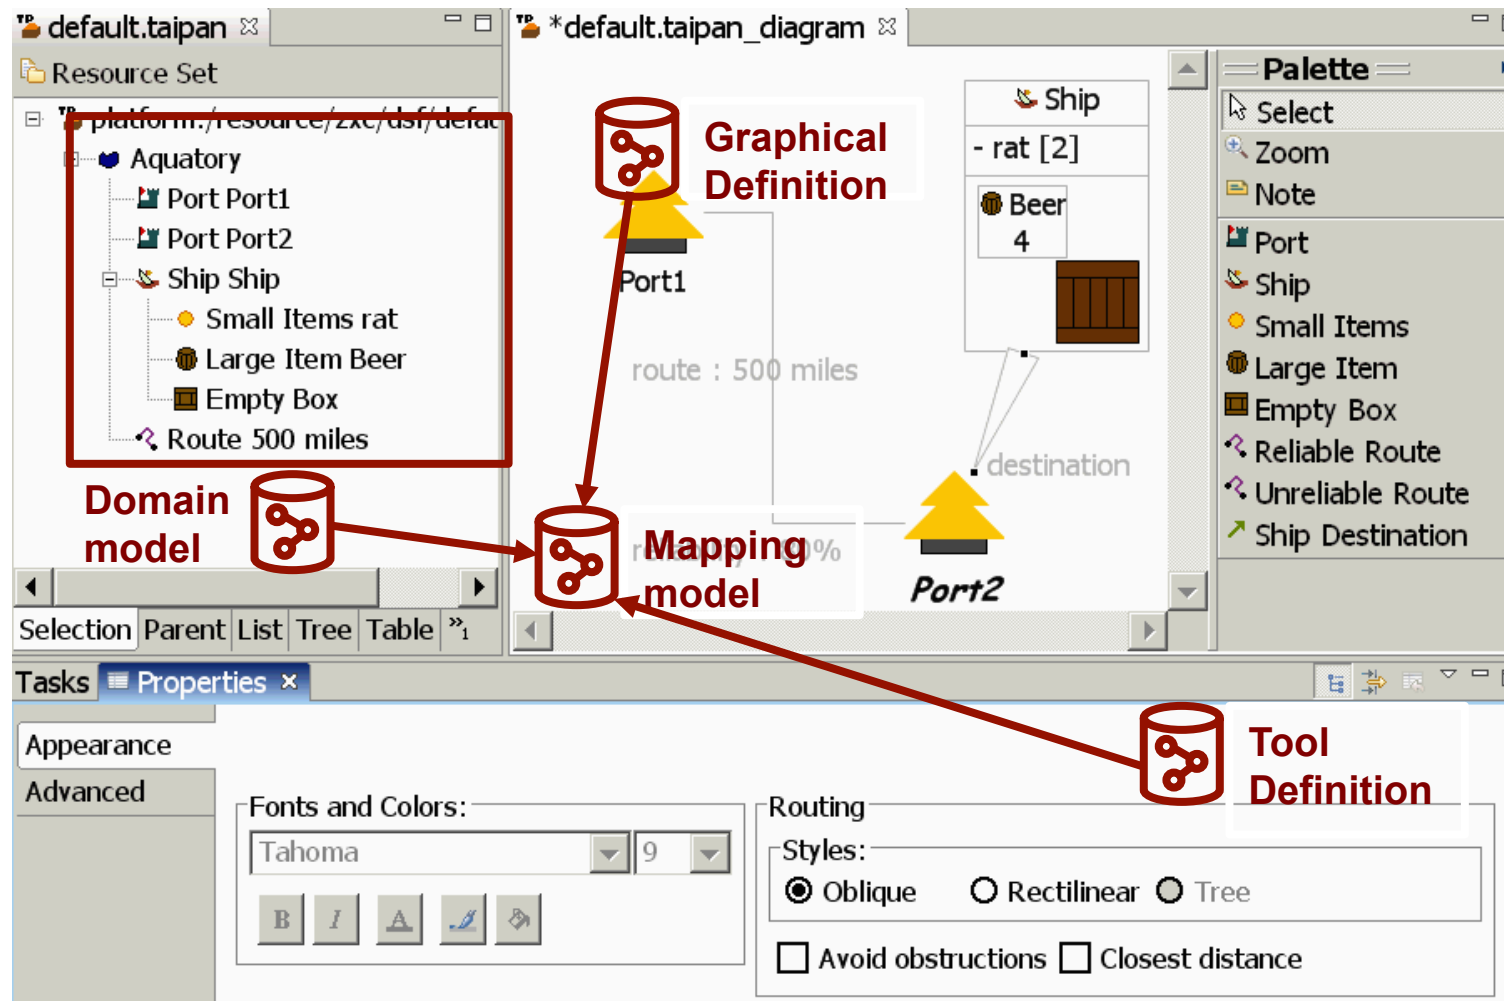 default.taipan
Resource Set
platform:/resource/zxc/dsf/defac
Aquatory
Port Port1
Port Port2
Ship Ship
Small Items rat
Large Item Beer
Empty Box
Route 500 miles
Domain
model
Selection Parent List Tree Table »1
*default.taipan_diagram
Graphical
Definition
Port1
Ship
- rat [2]
Beer
4
route : 500 miles
destination
Mapping
model
80%
Port2
Palette
Select
Zoom
Note
Port
Ship
Small Items
Large Item
Empty Box
Reliable Route
Unreliable Route
Ship Destination
Tasks Properties
Appearance
Advanced
Tool
Definition
Fonts and Colors:
Tahoma 9
B I A
Routing
Styles:
Oblique Rectilinear Tree
Avoid obstructions Closest distance